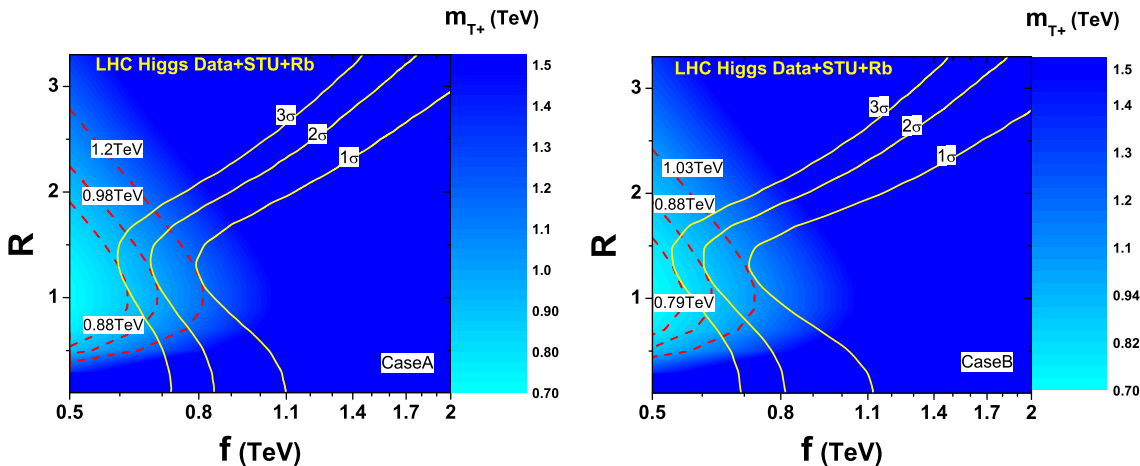 m_T+ (TeV)
LHC Higgs Data+STU+Rb
3σ
2σ
1σ
1.2TeV
0.98TeV
0.88TeV
CaseA
3
2
1
R
0.5
0.8
1.1
1.4
1.7
2
f (TeV)
1.5
1.4
1.3
1.2
1.1
1.0
0.90
0.80
0.70
m_T+ (TeV)
LHC Higgs Data+STU+Rb
3σ
2σ
1σ
1.03TeV
0.88TeV
0.79TeV
CaseB
3
2
1
R
0.5
0.8
1.1
1.4
1.7
2
f (TeV)
1.5
1.4
1.3
1.2
1.1
0.94
0.82
0.70